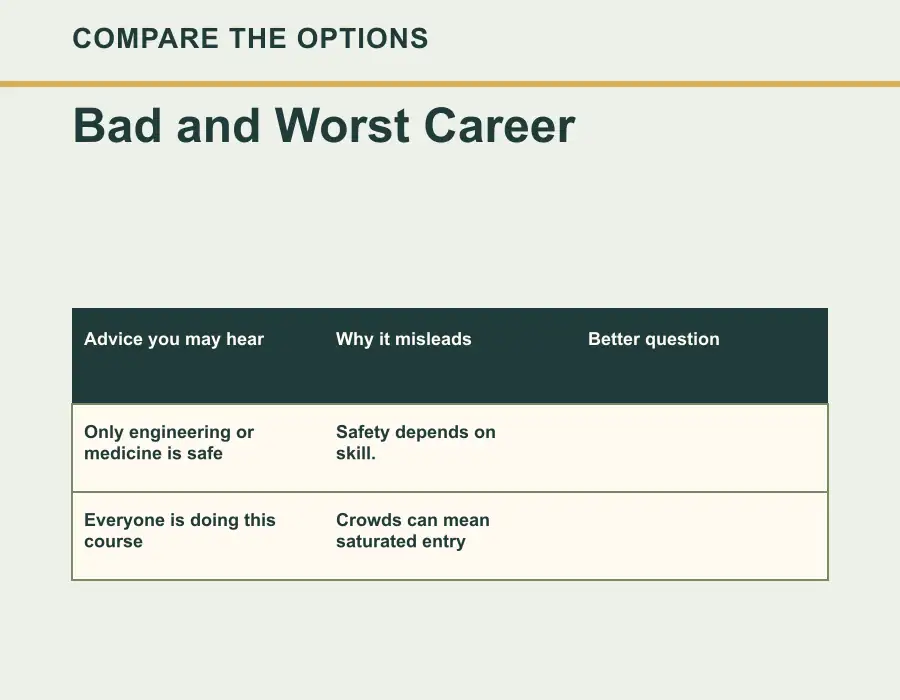 COMPARE THE OPTIONS
Bad and Worst Career
Advice you may hear
Why it misleads
Better question
Only engineering or
medicine is safe
Safety depends on
skill.
Everyone is doing this
course
Crowds can mean
saturated entry